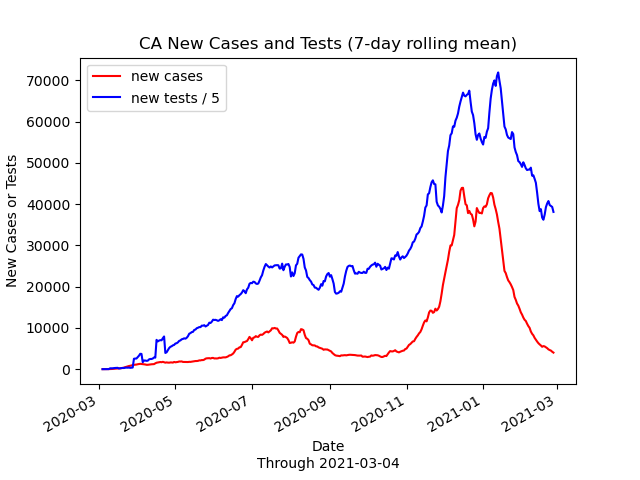 CA New Cases and Tests (7-day rolling mean)
new cases
new tests / 5
70000
60000
50000
40000
30000
20000
10000
0
New Cases or Tests
2020-03
2020-05
2020-07
2020-09
2020-11
2021-01
2021-03
Date
Through 2021-03-04